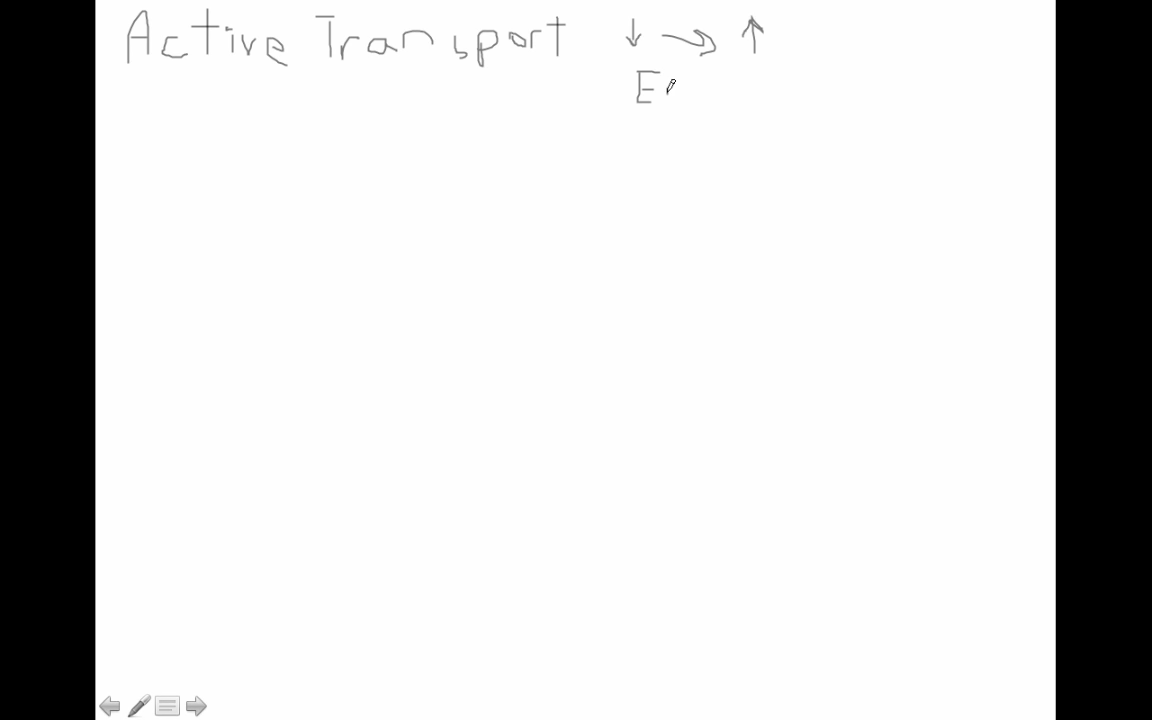 Active Transport ↓ → ↑
E